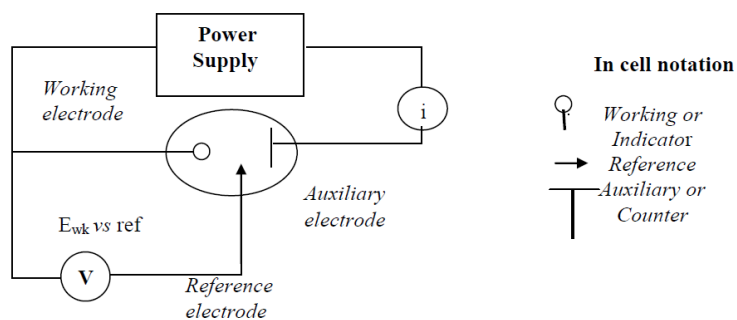 Power
Supply
Working
electrode
i
Auxiliary
electrode
E_wk vs ref
V
Reference
electrode
In cell notation
Working or
Indicator
Reference
Auxiliary or
Counter